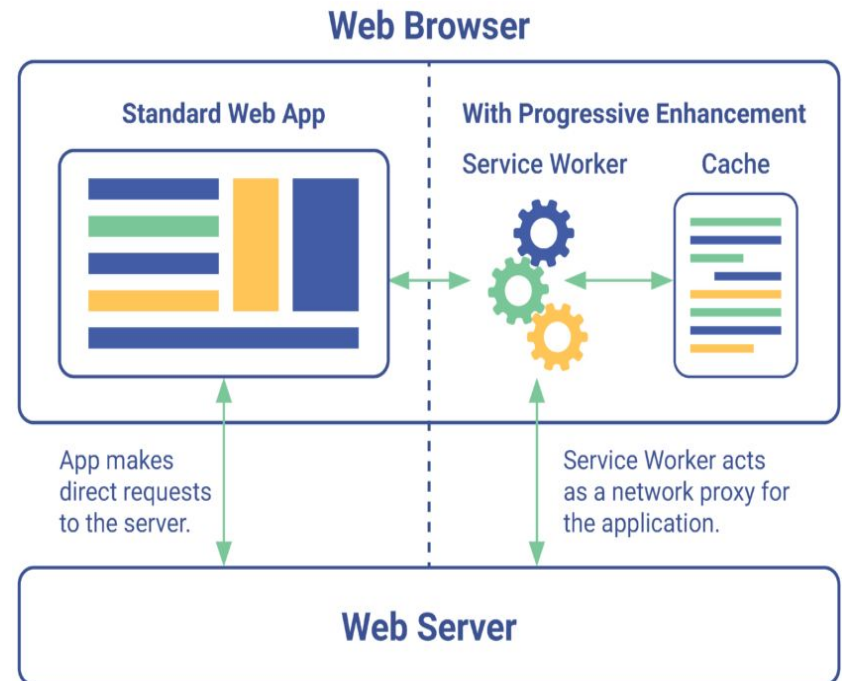 Web Browser
Standard Web App
With Progressive Enhancement
Service Worker
Cache
App makes
direct requests
to the server.
Service Worker acts
as a network proxy for
the application.
Web Server